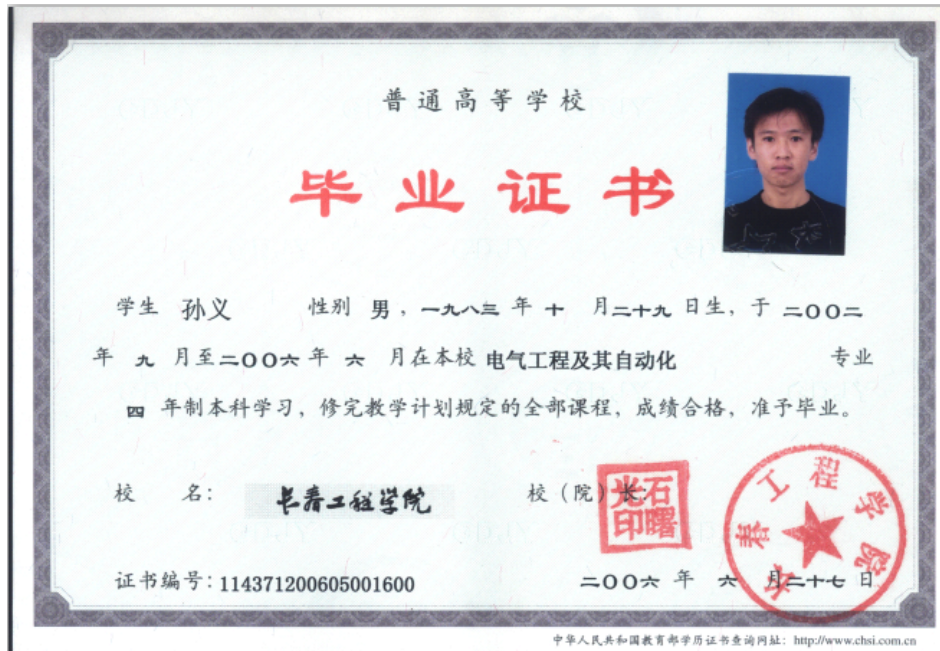 普通高等学校
毕业证书
学生 孙义 性别 男，一九八三 年 十 月二十九 日生，于 二OO二
年 九 月至二OO六 年 六 月在本校 电气工程及其自动化 专业
四 年制本科学习，修完教学计划规定的全部课程，成绩合格，准予毕业。
校 名： 长春工程学院 校（院）长：
石曙光印
长春工程学院
证书编号：114371200605001600 二OO六 年 六 月二十七 日
中华人民共和国教育部学历证书查询网址：http://www.chsi.com.cn